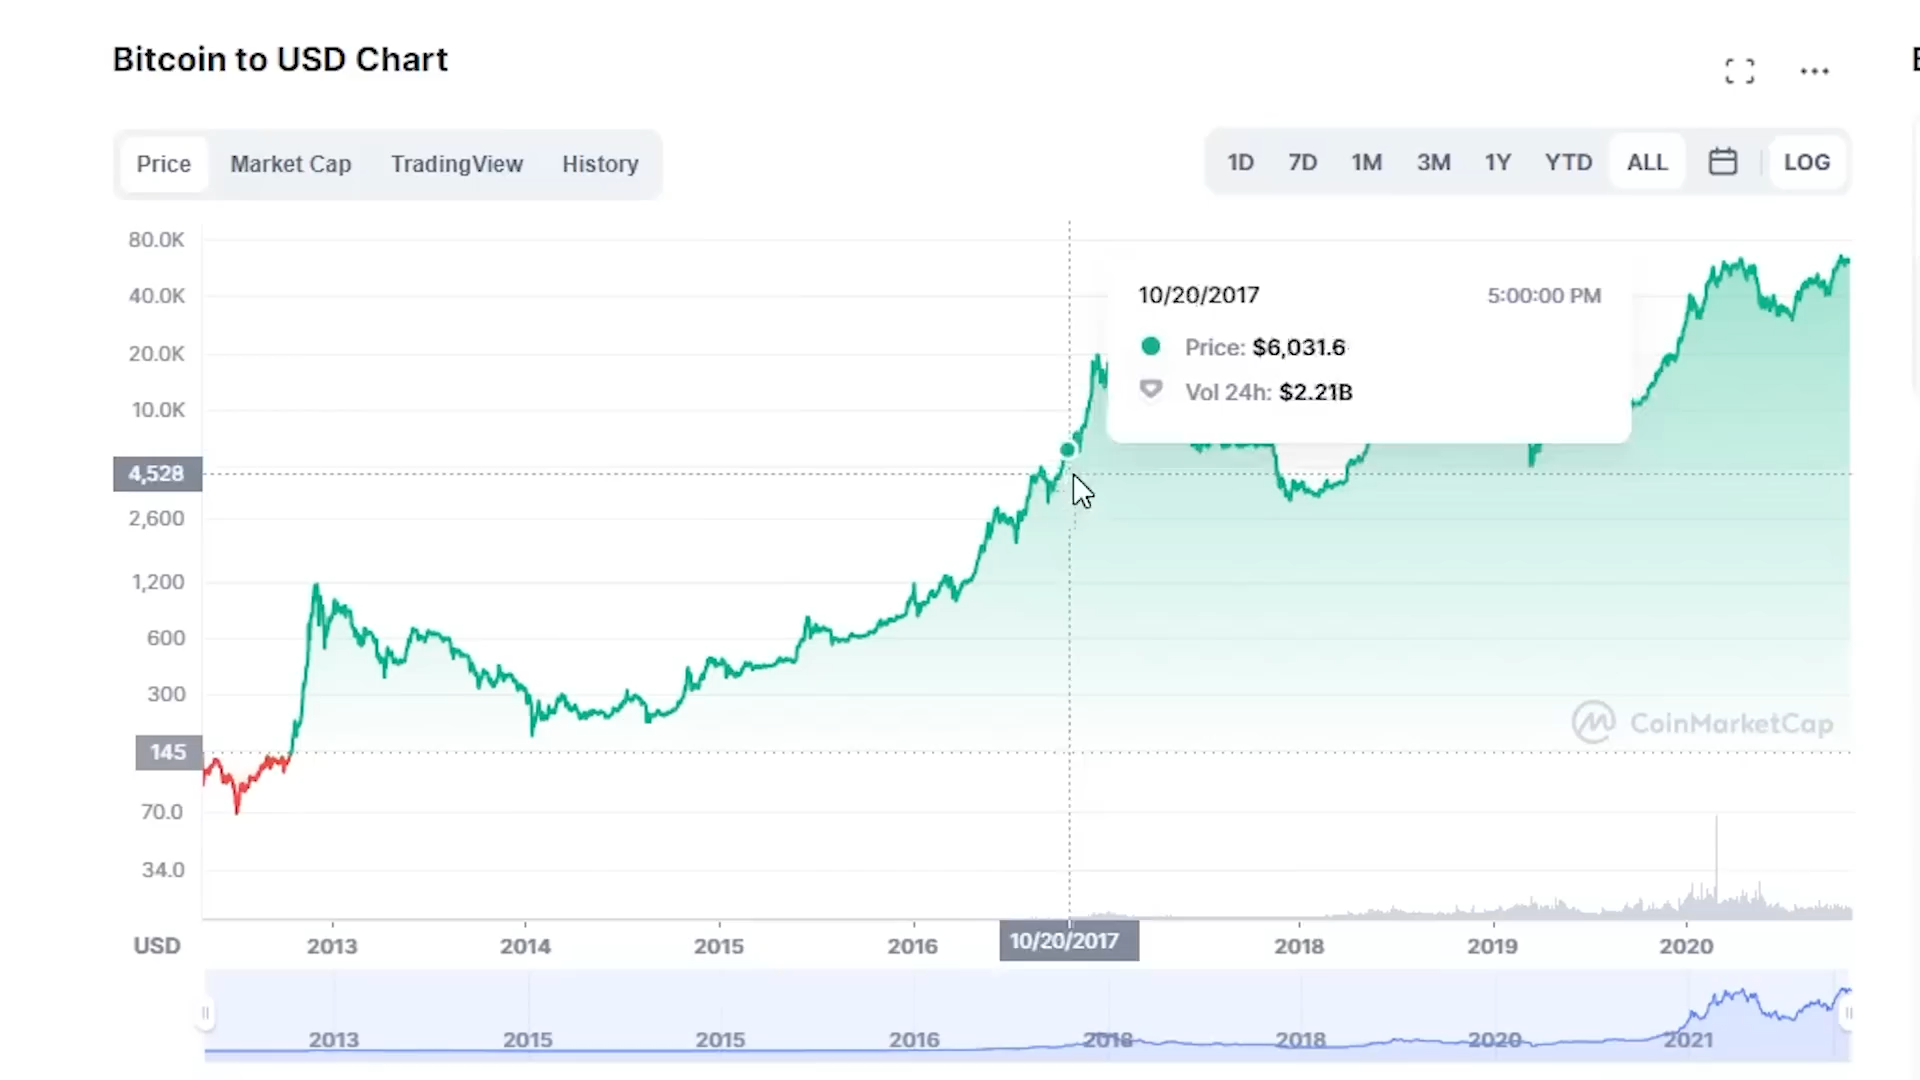 Bitcoin to USD Chart
Price Market Cap TradingView History
1D 7D 1M 3M 1Y YTD ALL LOG
80.0K
40.0K
20.0K
10.0K
4,528
2,600
1,200
600
300
145
70.0
34.0
10/20/2017 5:00:00 PM
Price: $6,031.6
Vol 24h: $2.21B
CoinMarketCap
USD 2013 2014 2015 2016 10/20/2017 2018 2019 2020
2013 2015 2015 2016 2018 2018 2020 2021